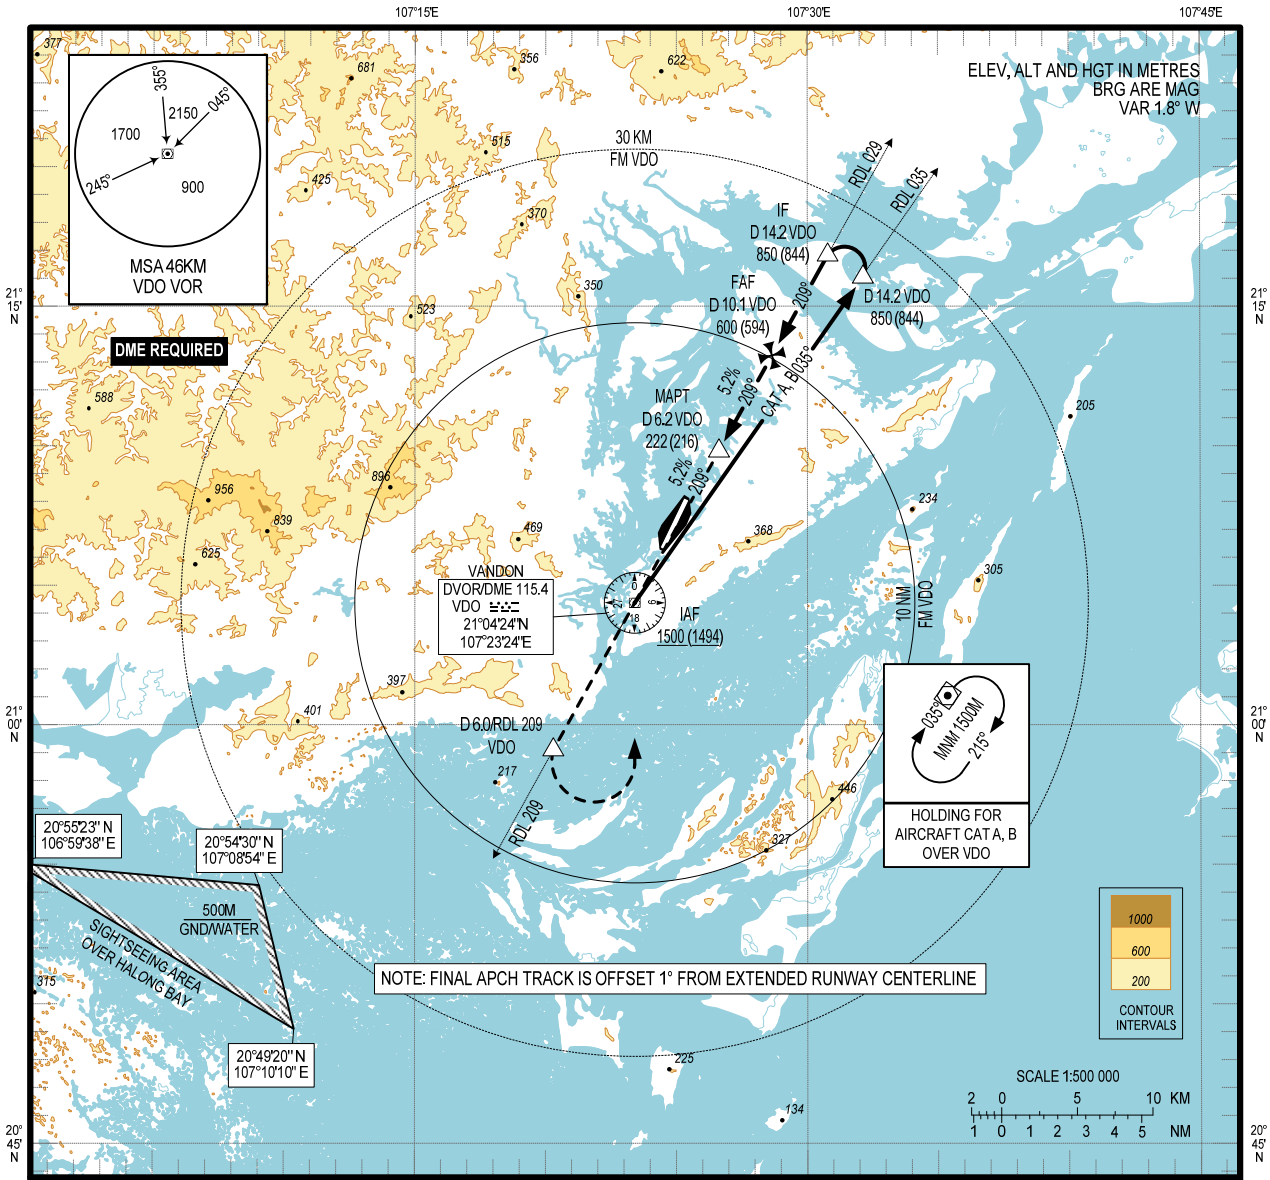 107°15'E
107°30'E
107°45'E
377
681
356
622
ELEV, ALT AND HGT IN METRES
BRG ARE MAG
VAR 1.8° W
355°
045°
2150
1700
245°
900
MSA 46KM
VDO VOR
515
425
370
350
523
30 KM
FM VDO
RDL 029
RDL 035
IF
D 14.2 VDO
850 (844)
FAF
D 10.1 VDO
600 (594)
209°
D 14.2 VDO
850 (844)
21°
15'
N
21°
15'
N
DME REQUIRED
588
5.2%
209°
CAT A, B
035°
MAPT
D 6.2 VDO
222 (216)
205
5.2%
209°
956
896
839
625
469
368
234
305
VANDON
DVOR/DME 115.4
VDO
21°04'24"N
107°23'24"E
0
9
18
27
IAF
1500 (1494)
10 NM
FM VDO
397
401
21°
00'
N
21°
00'
N
D 6.0/RDL 209
VDO
217
RDL 209
035°
MNM 1500M
215°
HOLDING FOR
AIRCRAFT CAT A, B
OVER VDO
446
327
20°55'23" N
106°59'38" E
20°54'30" N
107°08'54" E
500M
GND/WATER
SIGHTSEEING AREA
OVER HALONG BAY
315
20°49'20" N
107°10'10" E
NOTE: FINAL APCH TRACK IS OFFSET 1° FROM EXTENDED RUNWAY CENTERLINE
1000
600
200
CONTOUR
INTERVALS
225
134
SCALE 1:500 000
2 0 5 10 KM
1 0 1 2 3 4 5 NM
20°
45'
N
20°
45'
N